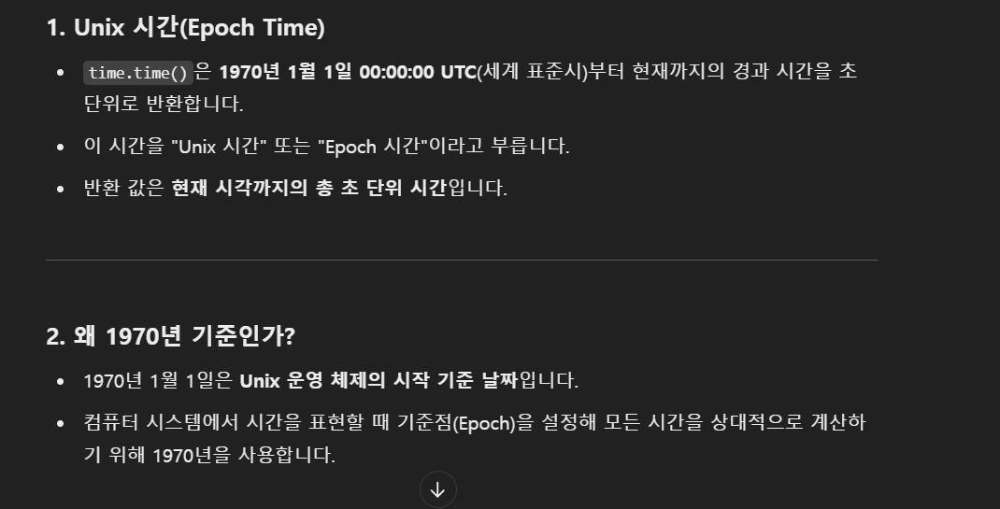 1. Unix 시간(Epoch Time)
• time.time()은 1970년 1월 1일 00:00:00 UTC(세계 표준시)부터 현재까지의 경과 시간을 초
단위로 반환합니다.
• 이 시간을 "Unix 시간" 또는 "Epoch 시간"이라고 부릅니다.
• 반환 값은 현재 시각까지의 총 초 단위 시간입니다.
2. 왜 1970년 기준인가?
• 1970년 1월 1일은 Unix 운영 체제의 시작 기준 날짜입니다.
• 컴퓨터 시스템에서 시간을 표현할 때 기준점(Epoch)을 설정해 모든 시간을 상대적으로 계산하
기 위해 1970년을 사용합니다.